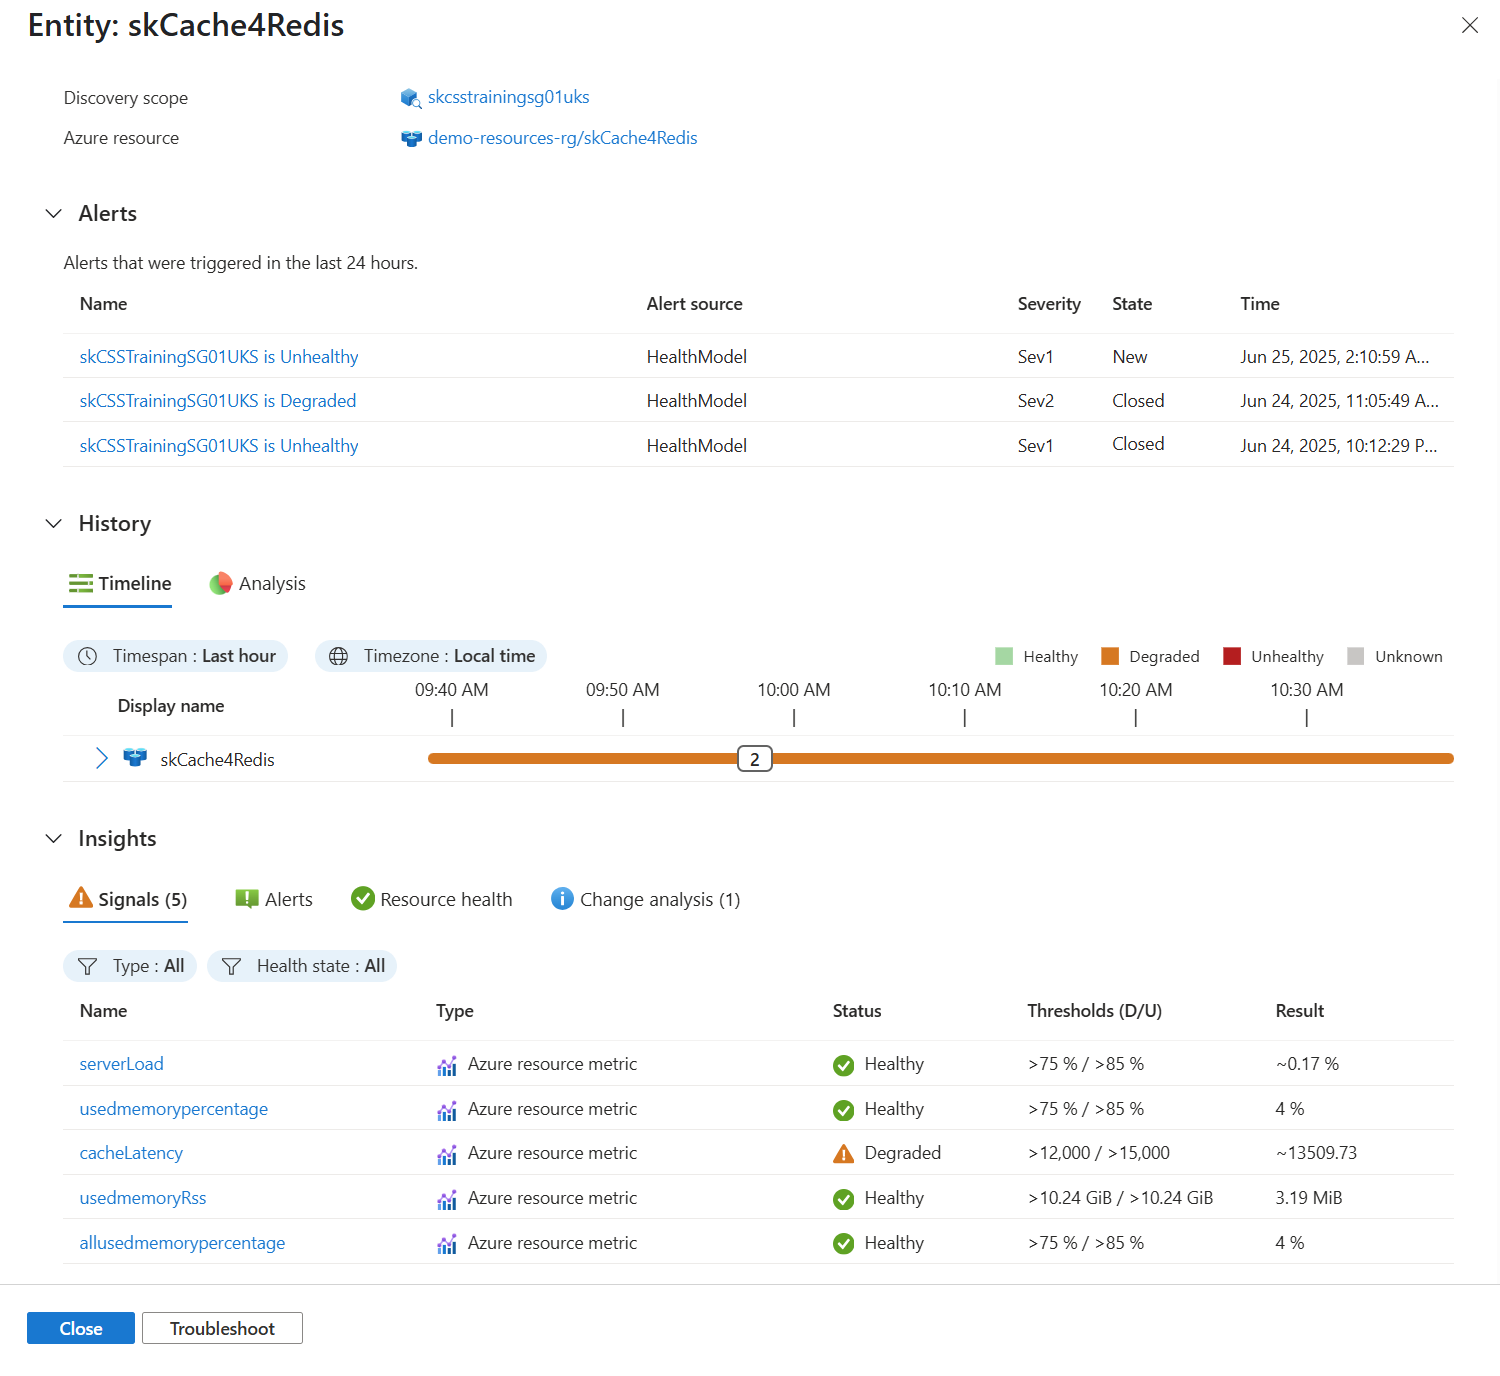 Entity: skCache4Redis
Discovery scope skcsstrainingsg01uks
Azure resource demo-resources-rg/skCache4Redis
Alerts
Alerts that were triggered in the last 24 hours.
Name Alert source Severity State Time
skCSSTrainingSG01UKS is Unhealthy HealthModel Sev1 New Jun 25, 2025, 2:10:59 A...
skCSSTrainingSG01UKS is Degraded HealthModel Sev2 Closed Jun 24, 2025, 11:05:49 A...
skCSSTrainingSG01UKS is Unhealthy HealthModel Sev1 Closed Jun 24, 2025, 10:12:29 P...
History
Timeline Analysis
Timespan : Last hour Timezone : Local time Healthy Degraded Unhealthy Unknown
Display name 09:40 AM 09:50 AM 10:00 AM 10:10 AM 10:20 AM 10:30 AM
skCache4Redis 2
Insights
Signals (5) Alerts Resource health Change analysis (1)
Type : All Health state : All
Name Type Status Thresholds (D/U) Result
serverLoad Azure resource metric Healthy >75 % / >85 % ~0.17 %
usedmemorypercentage Azure resource metric Healthy >75 % / >85 % 4 %
cacheLatency Azure resource metric Degraded >12,000 / >15,000 ~13509.73
usedmemoryRss Azure resource metric Healthy >10.24 GiB / >10.24 GiB 3.19 MiB
allusedmemorypercentage Azure resource metric Healthy >75 % / >85 % 4 %
Close Troubleshoot